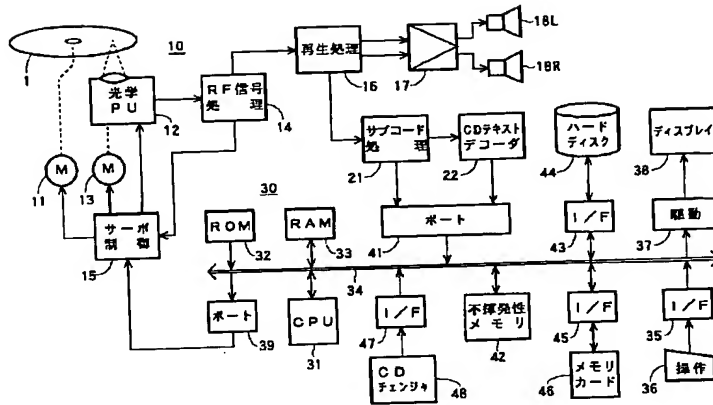 10
18L
18R
1
光学
PU
12
RF信号
処理
14
再生処理
16
17
サブコード
処理
21
CDテキスト
デコーダ
22
ハード
ディスク
44
ディスプレイ
38
M
11
M
13
30
サーボ
制御
15
ROM
32
RAM
33
ポート
41
I/F
43
駆動
37
34
ポート
39
CPU
31
I/F
47
不揮発性
メモリ
42
I/F
45
I/F
35
CD
チェンジャ
48
メモリ
カード
46
操作
36